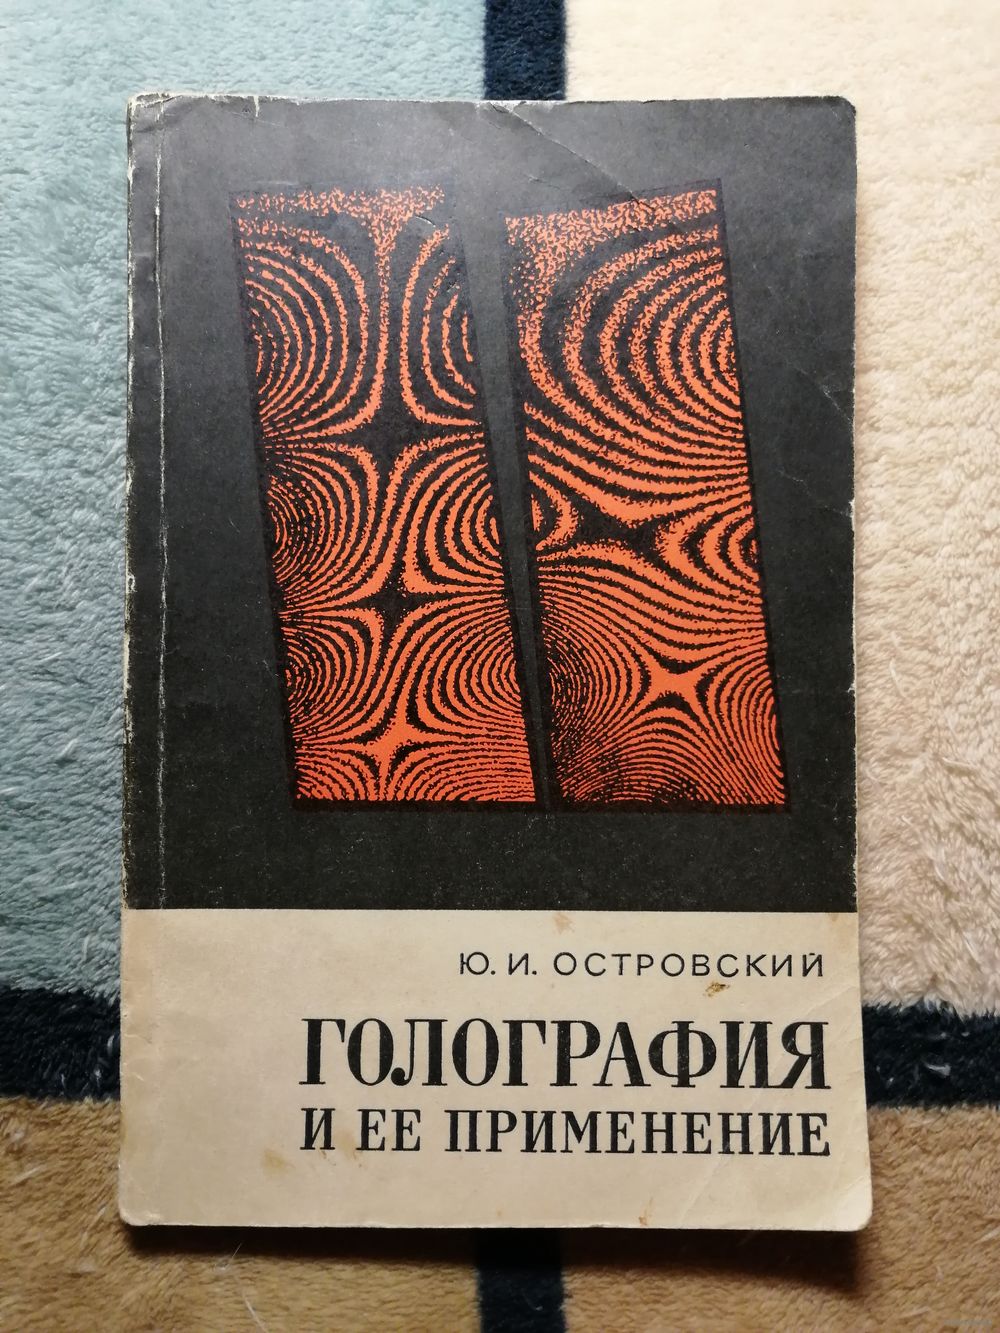 Ю. И. ОСТРОВСКИЙ
ГОЛОГРАФИЯ
И ЕЕ ПРИМЕНЕНИЕ